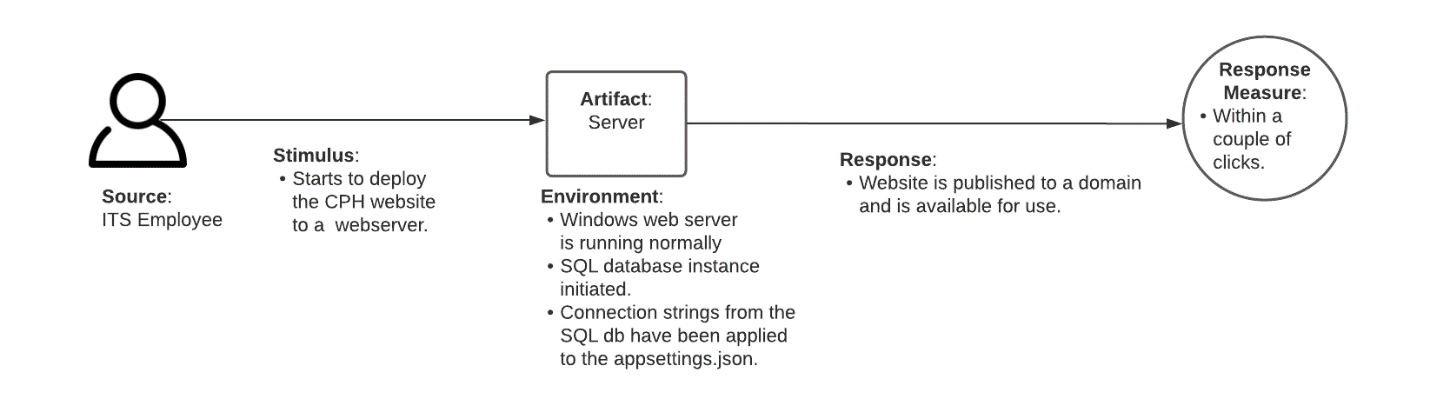 Source:
ITS Employee
Stimulus:
• Starts to deploy
the CPH website
to a webserver.
Artifact:
Server
Environment:
• Windows web server
is running normally
• SQL database instance
initiated.
• Connection strings from the
SQL db have been applied
to the appsettings.json.
Response:
• Website is published to a domain
and is available for use.
Response
Measure:
• Within a
couple of
clicks.